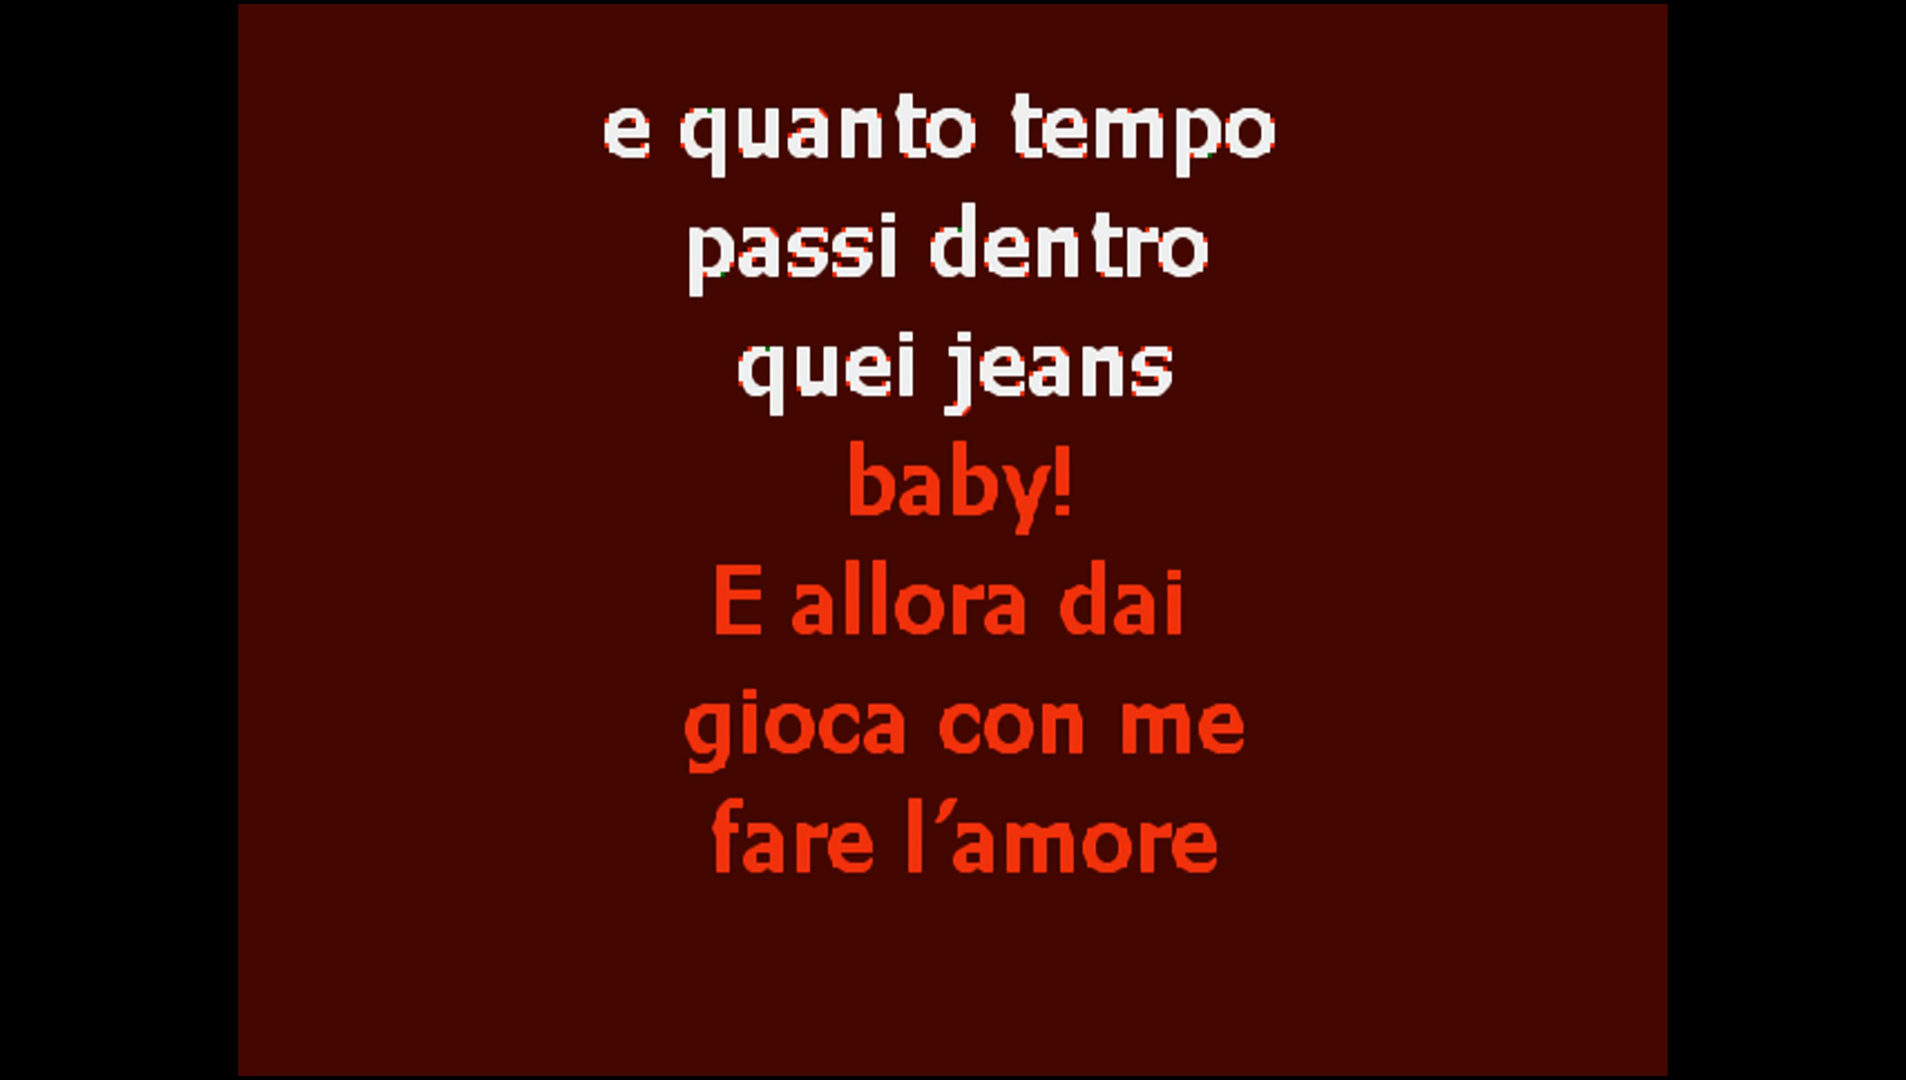 e quanto tempo
passi dentro
quei jeans
baby!
E allora dai
gioca con me
fare l'amore